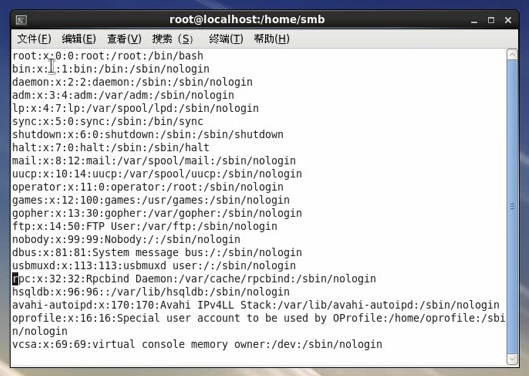 root@localhost:/home/smb
文件(F) 编辑(E) 查看(V) 搜索 (S) 终端(T) 帮助(H)
root:x:0:0:root:/root:/bin/bash
bin:x:1:1:bin:/bin:/sbin/nologin
daemon:x:2:2:daemon:/sbin:/sbin/nologin
adm:x:3:4:adm:/var/adm:/sbin/nologin
lp:x:4:7:lp:/var/spool/lpd:/sbin/nologin
sync:x:5:0:sync:/sbin:/bin/sync
shutdown:x:6:0:shutdown:/sbin:/sbin/shutdown
halt:x:7:0:halt:/sbin:/sbin/halt
mail:x:8:12:mail:/var/spool/mail:/sbin/nologin
uucp:x:10:14:uucp:/var/spool/uucp:/sbin/nologin
operator:x:11:0:operator:/root:/sbin/nologin
games:x:12:100:games:/usr/games:/sbin/nologin
gopher:x:13:30:gopher:/var/gopher:/sbin/nologin
ftp:x:14:50:FTP User:/var/ftp:/sbin/nologin
nobody:x:99:99:Nobody:/:/sbin/nologin
dbus:x:81:81:System message bus:/:/sbin/nologin
usbmuxd:x:113:113:usbmuxd user:/:/sbin/nologin
rpc:x:32:32:Rpcbind Daemon:/var/cache/rpcbind:/sbin/nologin
hsqldb:x:96:96::/var/lib/hsqldb:/sbin/nologin
avahi-autoipd:x:170:170:Avahi IPV4LL Stack:/var/lib/avahi-autoipd:/sbin/nologin
oprofile:x:16:16:Special user account to be used by OProfile:/home/oprofile:/sbi
n/nologin
vcsa:x:69:69:virtual console memory owner:/dev:/sbin/nologin